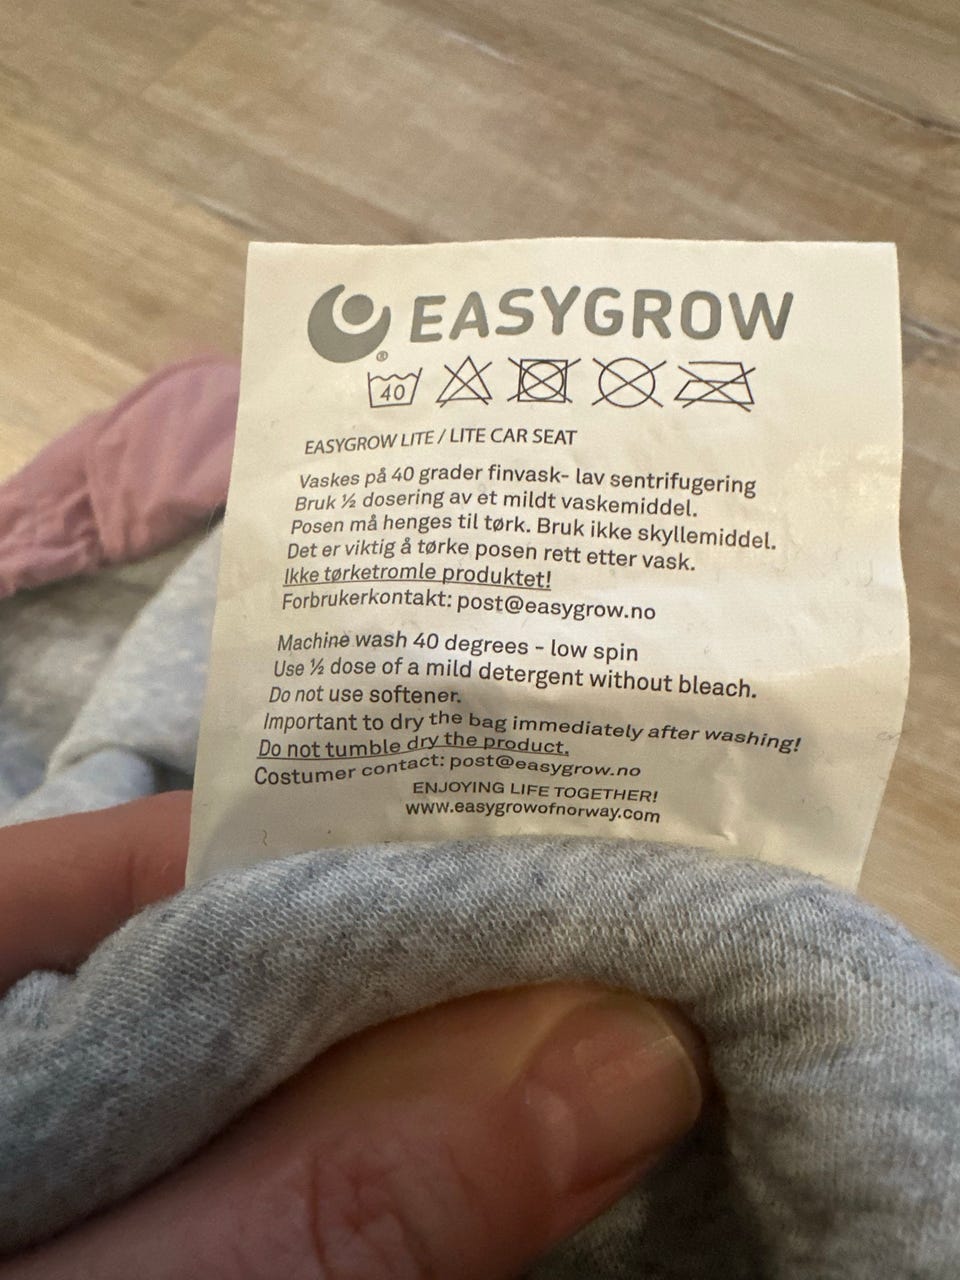 EASYGROW
®
40
EASYGROW LITE / LITE CAR SEAT
Vaskes på 40 grader finvask- lav sentrifugering
Bruk ½ dosering av et mildt vaskemiddel.
Posen må henges til tørk. Bruk ikke skyllemiddel.
Det er viktig å tørke posen rett etter vask.
Ikke tørketromle produktet!
Forbrukerkontakt: post@easygrow.no
Machine wash 40 degrees - low spin
Use ½ dose of a mild detergent without bleach.
Do not use softener.
Important to dry the bag immediately after washing!
Do not tumble dry the product.
Costumer contact: post@easygrow.no
ENJOYING LIFE TOGETHER!
www.easygrowofnorway.com